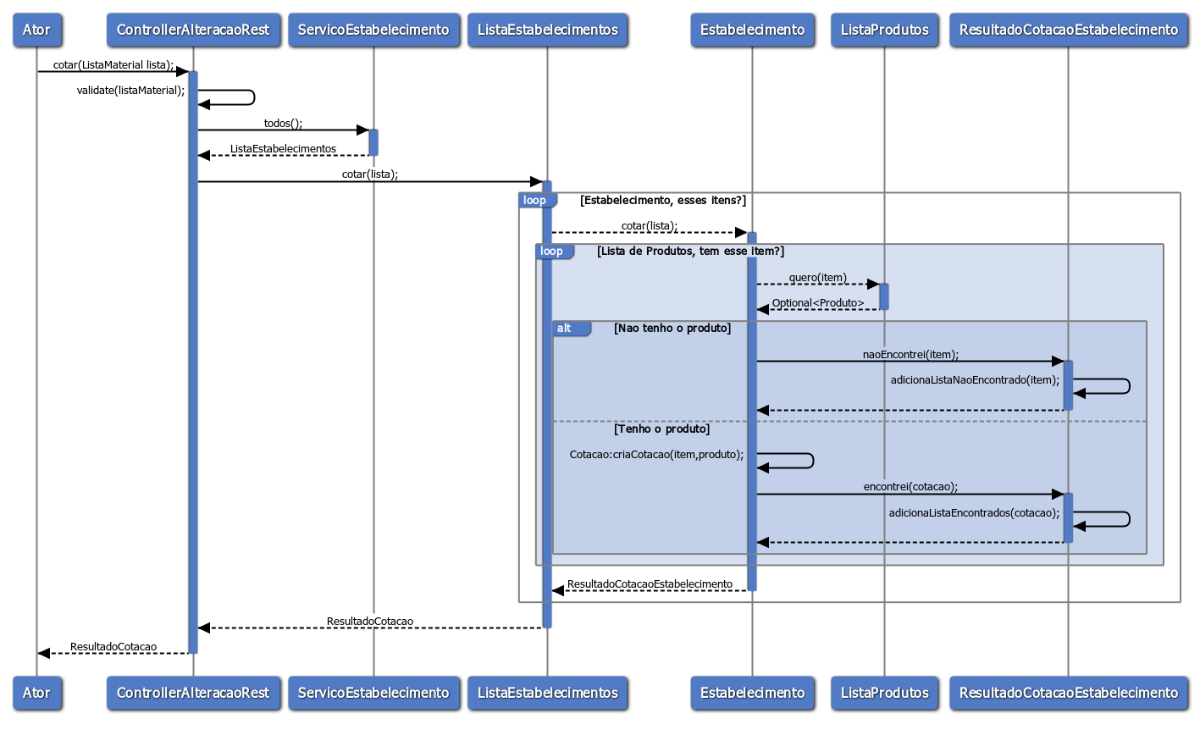 Ator
ControllerAlteracaoRest
ServicoEstabelecimento
ListaEstabelecimentos
Estabelecimento
ListaProdutos
ResultadoCotacaoEstabelecimento
cotar(ListaMaterial lista);
validate(listaMaterial);
todos();
ListaEstabelecimentos
cotar(lista);
loop [Estabelecimento, esses itens?]
cotar(lista);
loop [Lista de Produtos, tem esse item?]
quero(item)
Optional<Produto>
alt [Nao tenho o produto]
naoEncontrei(item);
adicionaListaNaoEncontrado(item);
[Tenho o produto]
Cotacao:criaCotacao(item,produto);
encontrei(cotacao);
adicionaListaEncontrados(cotacao);
ResultadoCotacaoEstabelecimento
ResultadoCotacao
ResultadoCotacao
Ator
ControllerAlteracaoRest
ServicoEstabelecimento
ListaEstabelecimentos
Estabelecimento
ListaProdutos
ResultadoCotacaoEstabelecimento